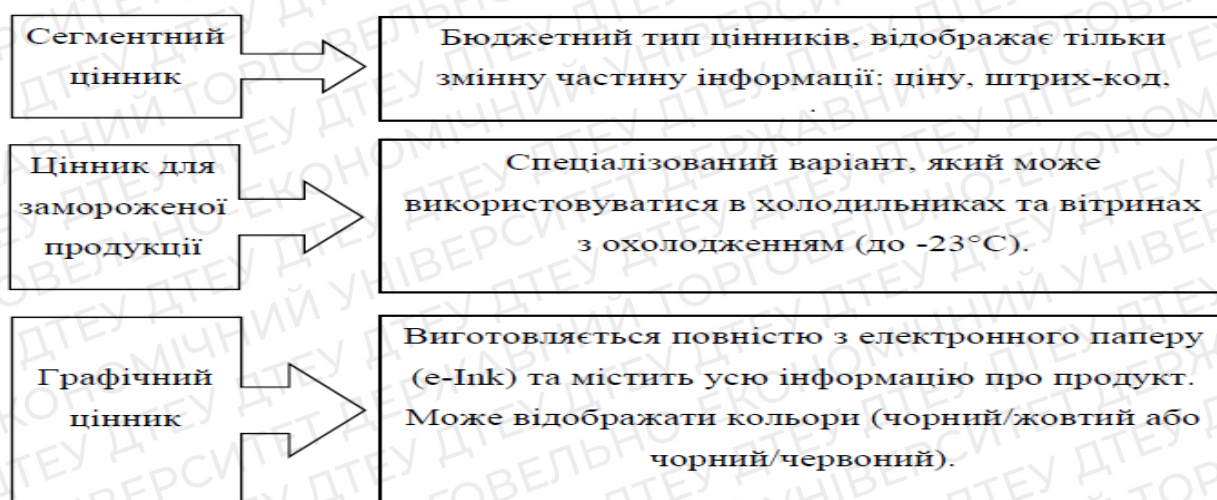 Сегментний
цінник
Бюджетний тип цінників, відображає тільки
змінну частину інформації: ціну, штрих-код,
Цінник для
замороженої
продукції
Спеціалізований варіант, який може
використовуватися в холодильниках та вітринах
з охолодженням (до -23°C).
Графічний
цінник
Виготовляється повністю з електронного паперу
(e-Ink) та містить усю інформацію про продукт.
Може відображати кольори (чорний/жовтий або
чорний/червоний).